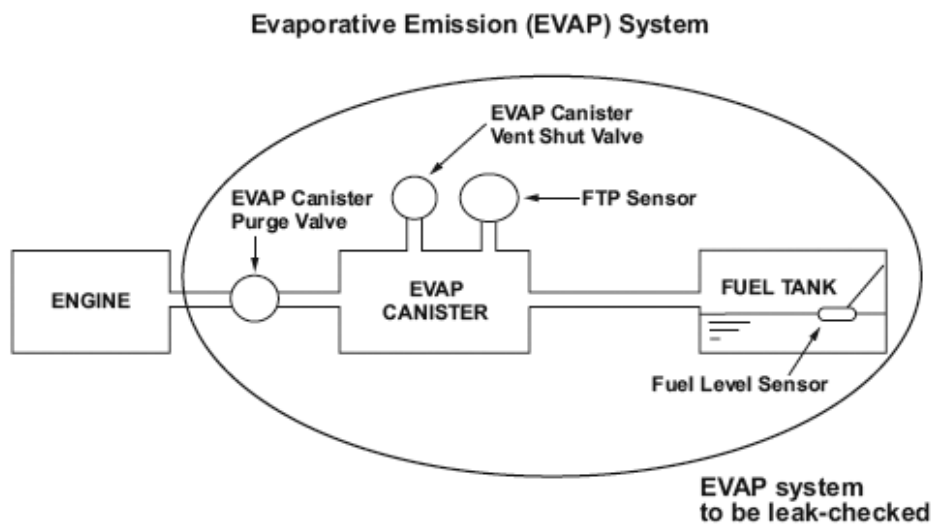 Evaporative Emission (EVAP) System
EVAP Canister
Vent Shut Valve
EVAP Canister
Purge Valve
FTP Sensor
ENGINE
EVAP
CANISTER
FUEL TANK
Fuel Level Sensor
EVAP system
to be leak-checked